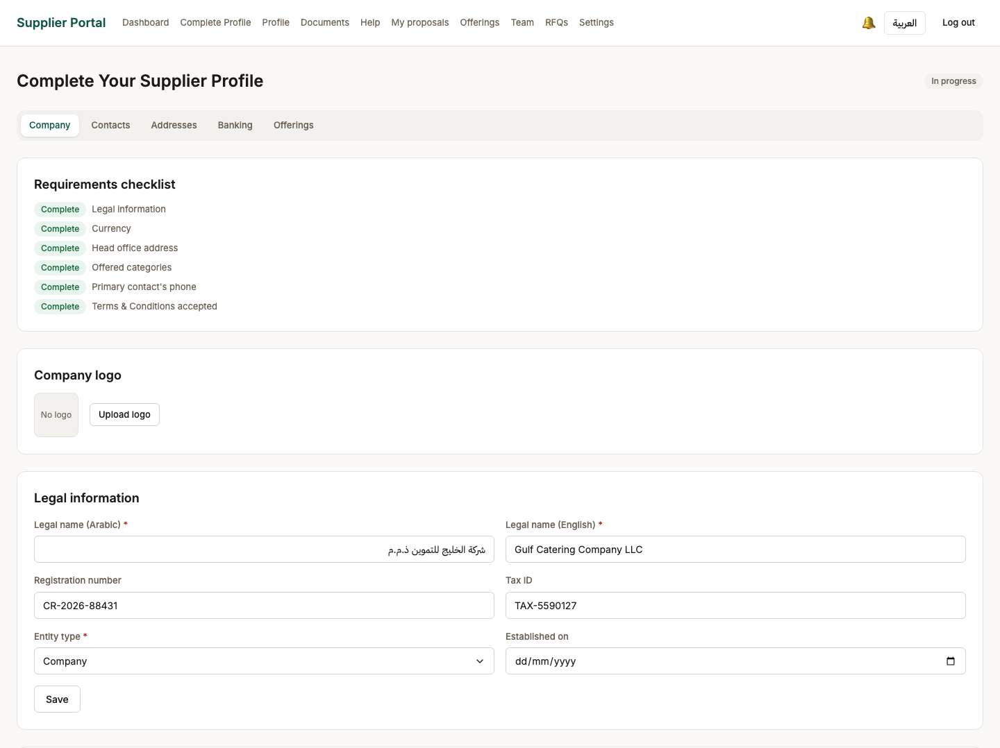 Supplier Portal Dashboard Complete Profile Profile Documents Help My proposals Offerings Team RFQs Settings العربية Log out
Complete Your Supplier Profile In progress
Company Contacts Addresses Banking Offerings
Requirements checklist
Complete Legal information
Complete Currency
Complete Head office address
Complete Offered categories
Complete Primary contact's phone
Complete Terms & Conditions accepted
Company logo
No logo Upload logo
Legal information
Legal name (Arabic) * Legal name (English) *
شركة الخليج للتموين ذ.م.م Gulf Catering Company LLC
Registration number Tax ID
CR-2026-88431 TAX-5590127
Entity type * Established on
Company dd/mm/yyyy
Save